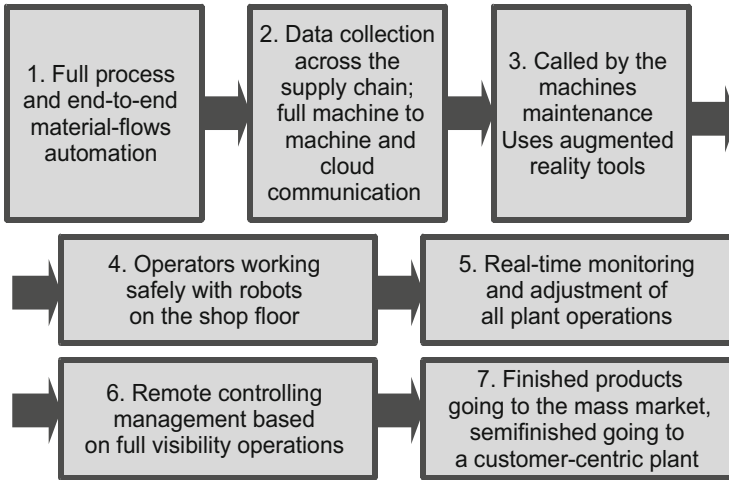 1. Full process
and end-to-end
material-flows
automation
2. Data collection
across the
supply chain;
full machine to
machine and
cloud
communication
3. Called by the
machines
maintenance
Uses augmented
reality tools
4. Operators working
safely with robots
on the shop floor
5. Real-time monitoring
and adjustment of
all plant operations
6. Remote controlling
management based
on full visibility operations
7. Finished products
going to the mass market,
semifinished going to
a customer-centric plant